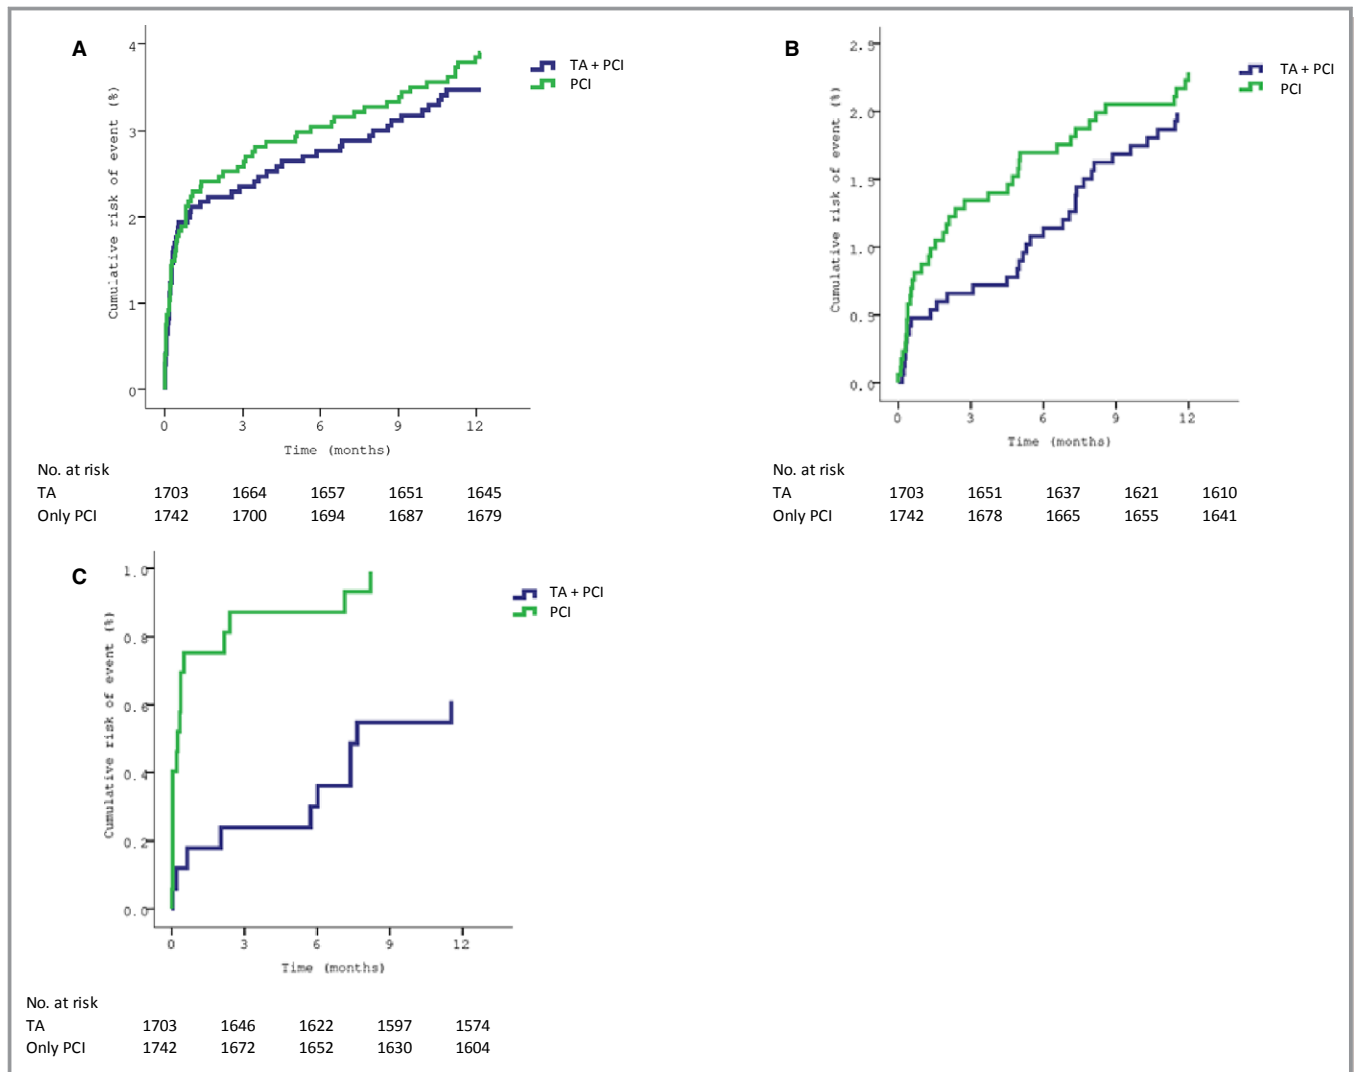 A
TA + PCI
PCI
Cumulative risk of event (%)
4
3
2
1
0
0 3 6 9 12
Time (months)
No. at risk
TA 1703 1664 1657 1651 1645
Only PCI 1742 1700 1694 1687 1679
B
TA + PCI
PCI
Cumulative risk of event (%)
2.5
2.0
1.5
1.0
0.5
0.0
0 3 6 9 12
Time (months)
No. at risk
TA 1703 1651 1637 1621 1610
Only PCI 1742 1678 1665 1655 1641
C
TA + PCI
PCI
Cumulative risk of event (%)
1.0
0.8
0.6
0.4
0.2
0.0
0 3 6 9 12
Time (months)
No. at risk
TA 1703 1646 1622 1597 1574
Only PCI 1742 1672 1652 1630 1604